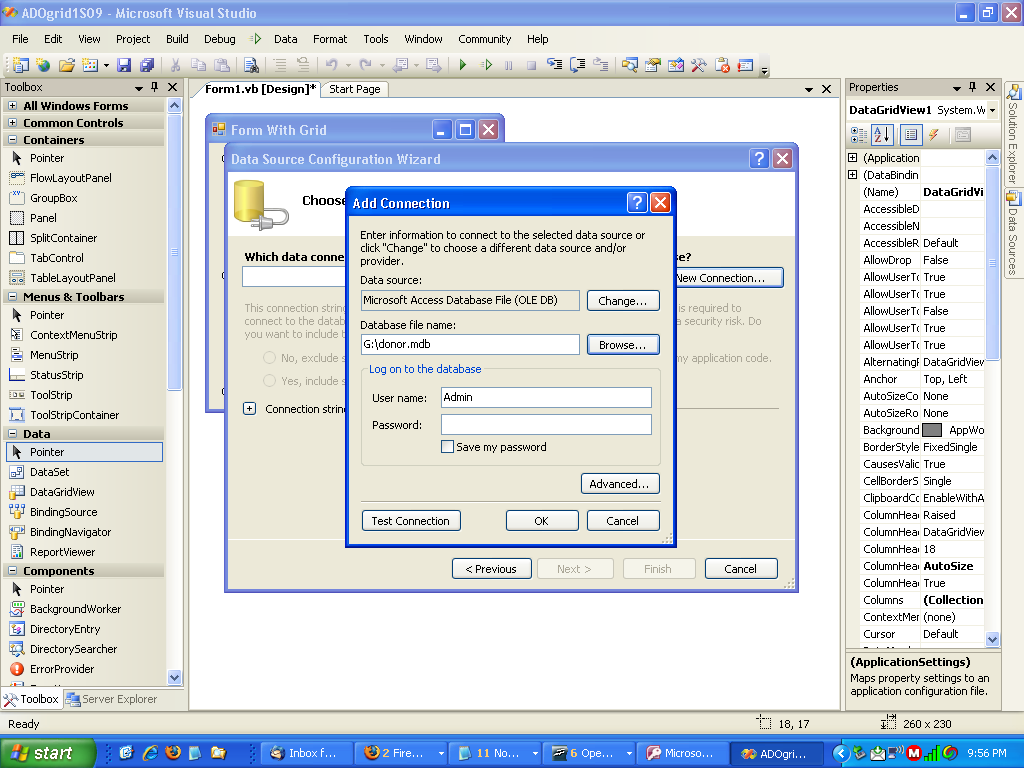 ADOgrid1S09 - Microsoft Visual Studio
File Edit View Project Build Debug Data Format Tools Window Community Help
Toolbox
All Windows Forms
Common Controls
Containers
Pointer
FlowLayoutPanel
GroupBox
Panel
SplitContainer
TabControl
TableLayoutPanel
Menus & Toolbars
Pointer
ContextMenuStrip
MenuStrip
StatusStrip
ToolStrip
ToolStripContainer
Data
Pointer
DataSet
DataGridView
BindingSource
BindingNavigator
ReportViewer
Components
Pointer
BackgroundWorker
DirectoryEntry
DirectorySearcher
ErrorProvider
Toolbox Server Explorer
Form1.vb [Design]* Start Page
Form With Grid
Data Source Configuration Wizard
Choose
Which data conne
se?
New Connection...
This connection string
is required to
connect to the databa
a security risk. Do
you want to include t
No, exclude s
my application code.
Yes, include s
Connection string
< Previous Next > Finish Cancel
Add Connection
Enter information to connect to the selected data source or
click "Change" to choose a different data source and/or
provider.
Data source:
Microsoft Access Database File (OLE DB) Change...
Database file name:
G:\donor.mdb Browse...
Log on to the database
User name: Admin
Password:
Save my password
Advanced...
Test Connection OK Cancel
Properties
DataGridView1 System.W
(Application
(DataBindin
(Name) DataGridVi
AccessibleD
AccessibleN
AccessibleR Default
AllowDrop False
AllowUserTo True
AllowUserTo True
AllowUserTo False
AllowUserTo True
AllowUserTo True
AlternatingF DataGridView
Anchor Top, Left
AutoSizeCo None
AutoSizeRo None
Background AppWo
BorderStyle FixedSingle
CausesValid True
CellBorderS Single
ClipboardCo EnableWithA
ColumnHea Raised
ColumnHea DataGridView
ColumnHea 18
ColumnHea AutoSize
ColumnHea True
Columns (Collection
ContextMer (none)
Cursor Default
(ApplicationSettings)
Maps property settings to an
application configuration file.
Solution Explorer
Data Sources
Ready 18, 17 260 x 230
start Inbox f... 2 Fire... 11 No... 6 Ope... Microso... ADOgri... 9:56 PM